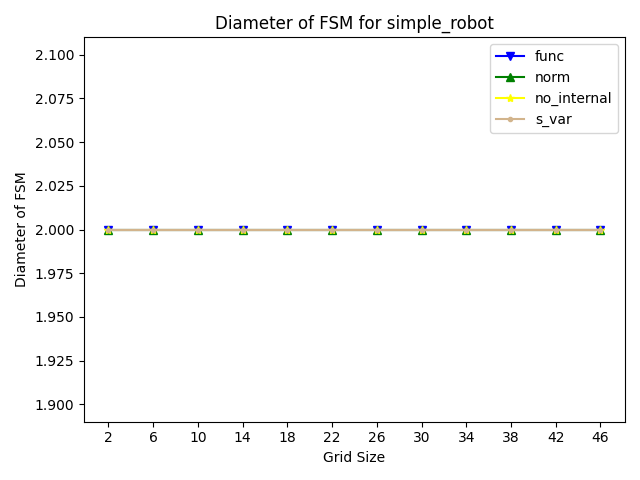 Diameter of FSM for simple_robot
func
norm
no_internal
s_var
Diameter of FSM
2.100
2.075
2.050
2.025
2.000
1.975
1.950
1.925
1.900
2 6 10 14 18 22 26 30 34 38 42 46
Grid Size